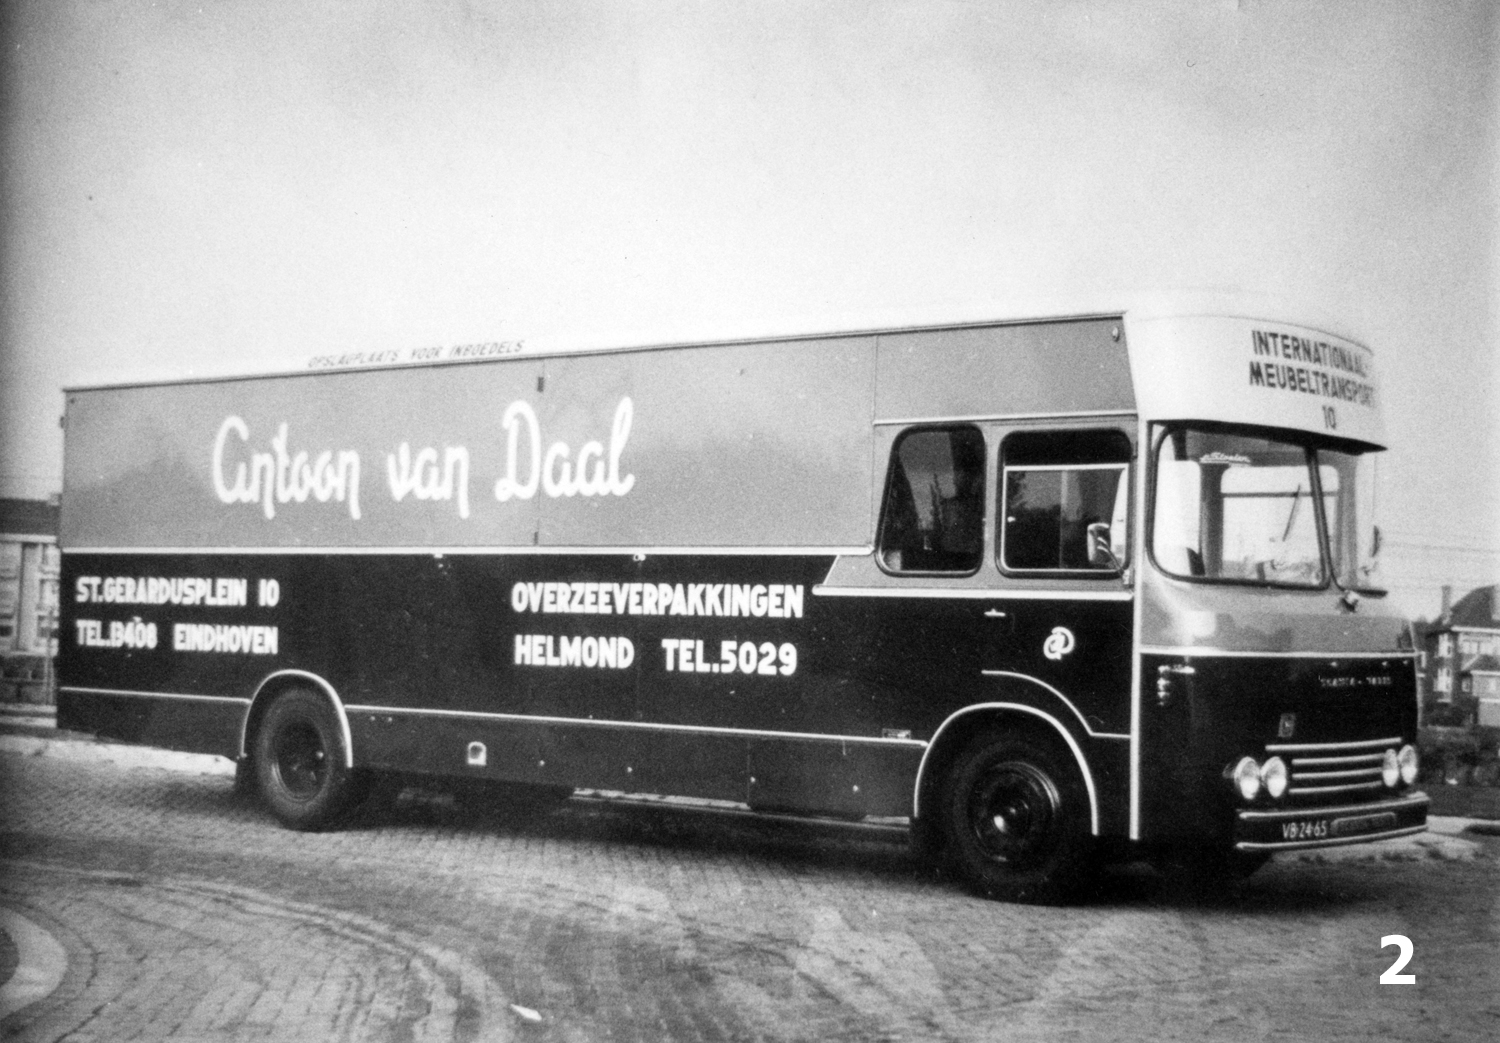 OPSLAGPLAATS VOOR INBOEDELS
INTERNATIONAAL-
MEUBELTRANSPORT
10
Antoon van Daal
ST. GERARDUSPLEIN 10
TEL. 13408 EINDHOVEN
OVERZEEVERPAKKINGEN
HELMOND TEL. 5029
VB-24-65
2